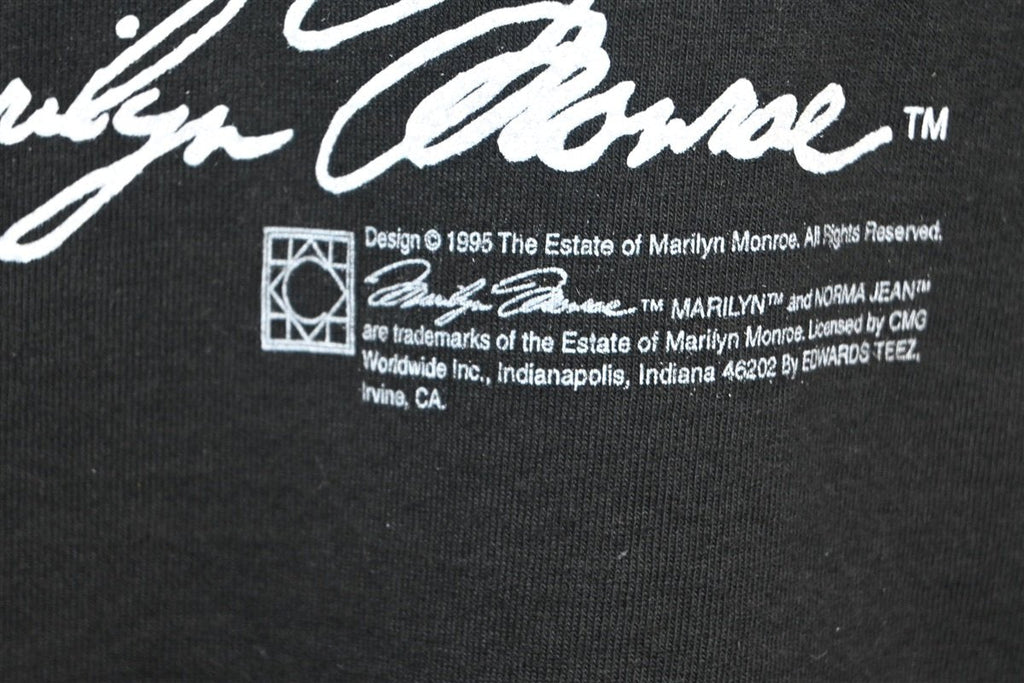 Marilyn Monroe™
Design © 1995 The Estate of Marilyn Monroe. All Rights Reserved.
Marilyn Monroe ™ MARILYN™ and NORMA JEAN™
are trademarks of the Estate of Marilyn Monroe. Licensed by CMG
Worldwide Inc., Indianapolis, Indiana 46202 By EDWARDS TEEZ,
Irvine, CA.